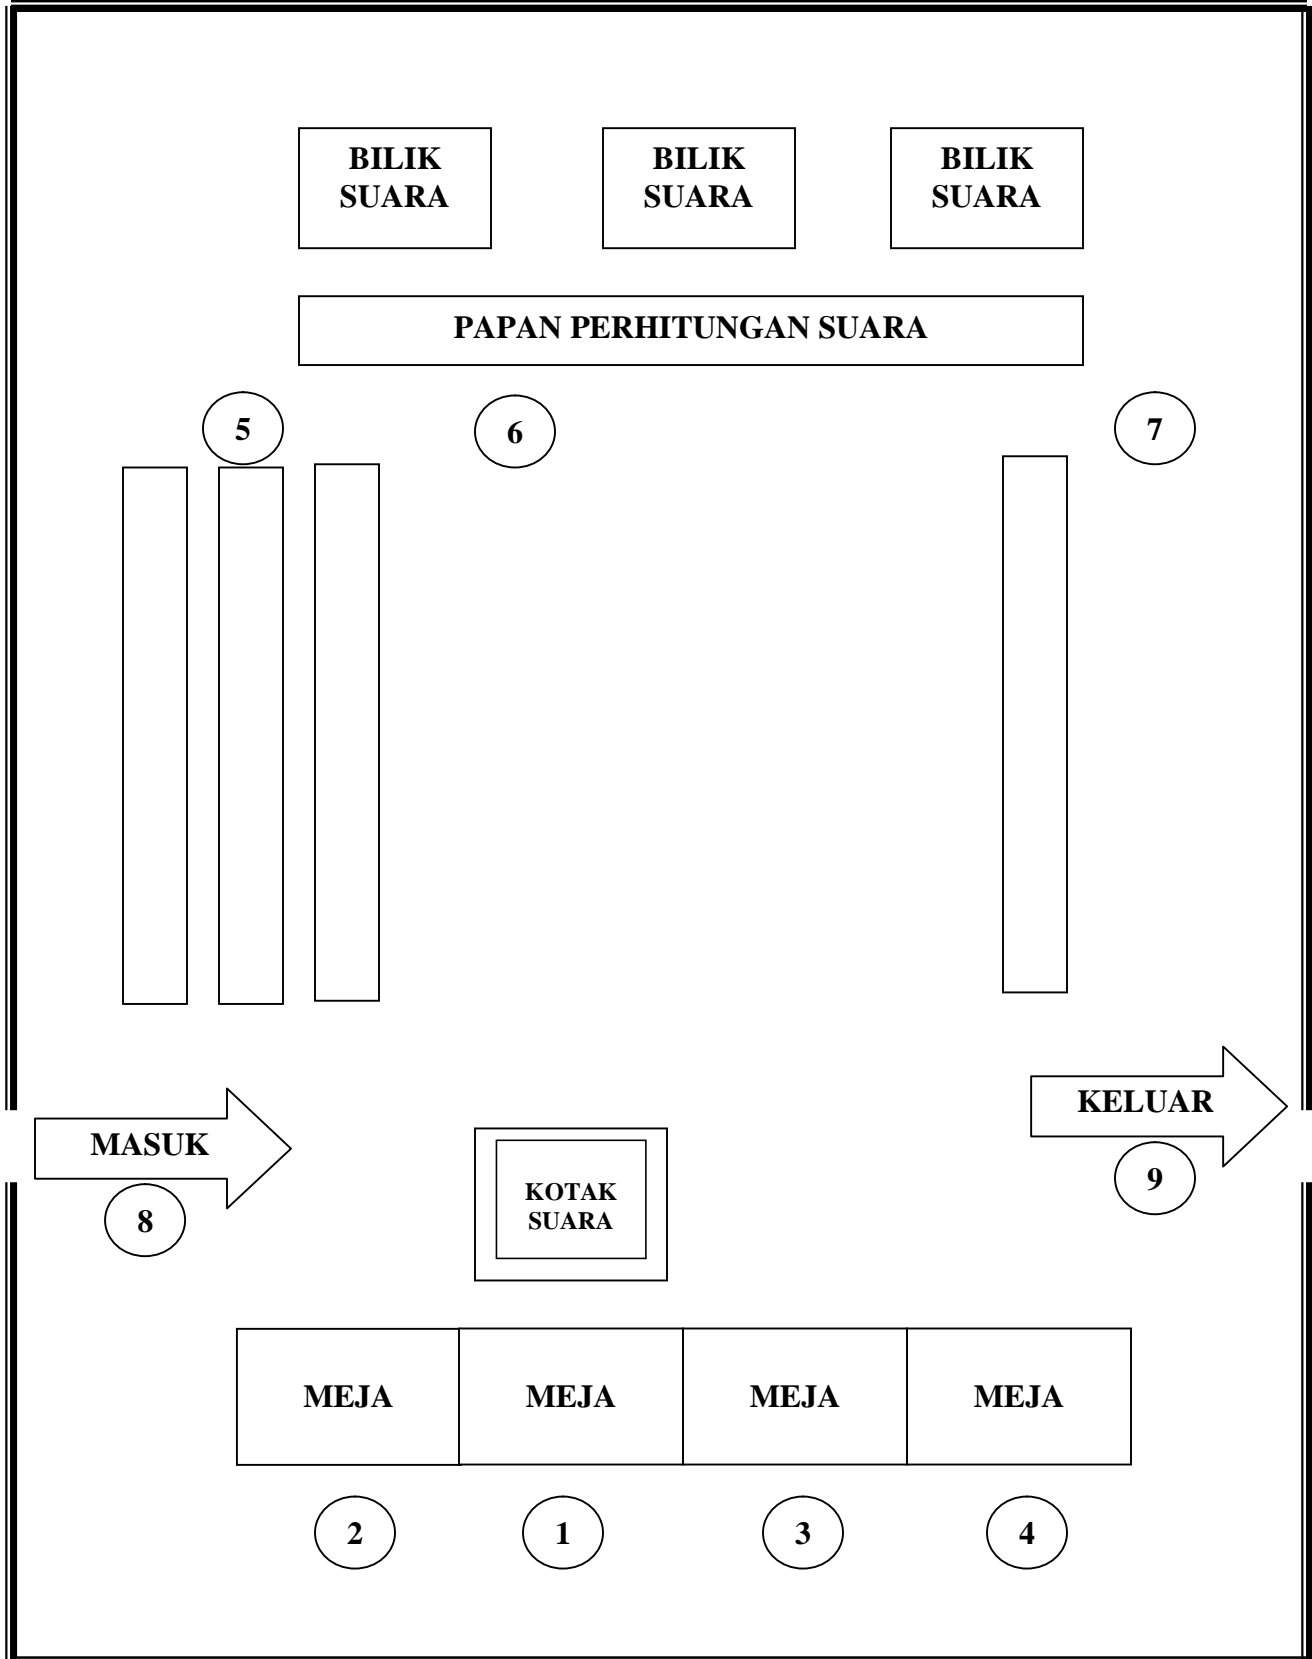 BILIK
SUARA
BILIK
SUARA
BILIK
SUARA
PAPAN PERHITUNGAN SUARA
5
6
7
KELUAR
MASUK
9
8
KOTAK
SUARA
MEJA
MEJA
MEJA
MEJA
2
1
3
4